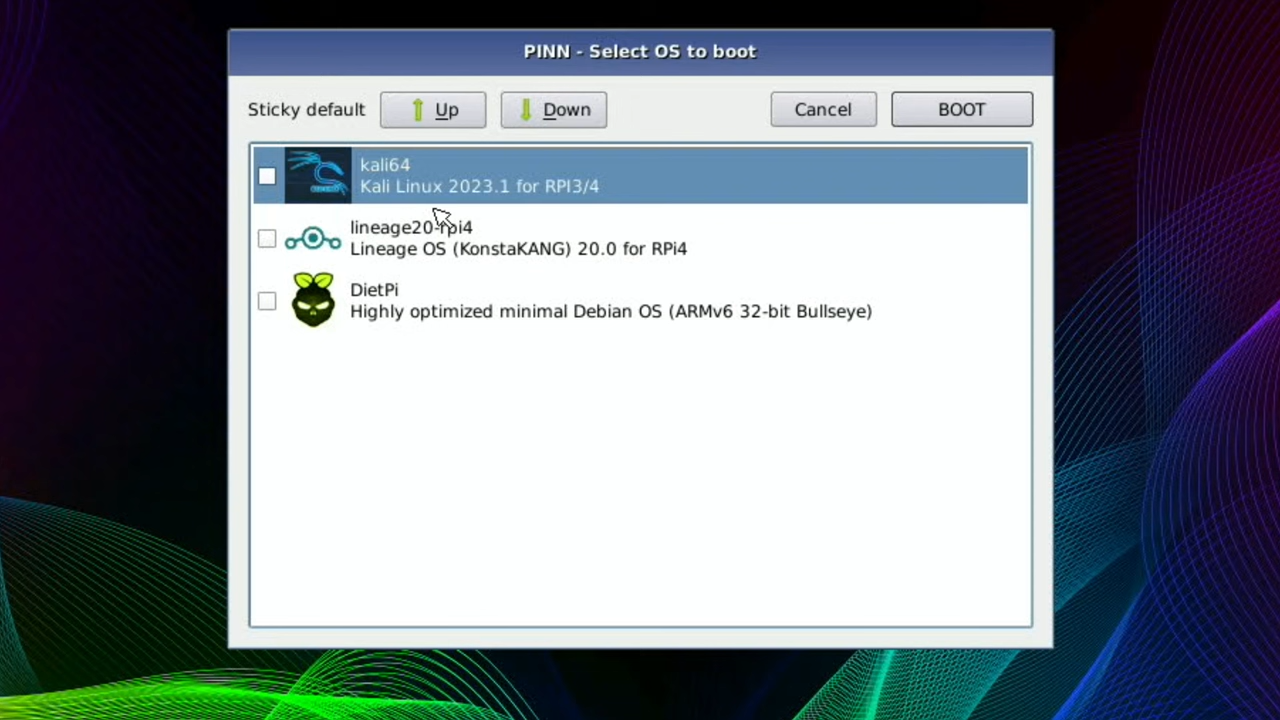 PINN - Select OS to boot
Sticky default Up Down Cancel BOOT
kali64
Kali Linux 2023.1 for RPI3/4
lineage20-rpi4
Lineage OS (KonstaKANG) 20.0 for RPi4
DietPi
Highly optimized minimal Debian OS (ARMv6 32-bit Bullseye)